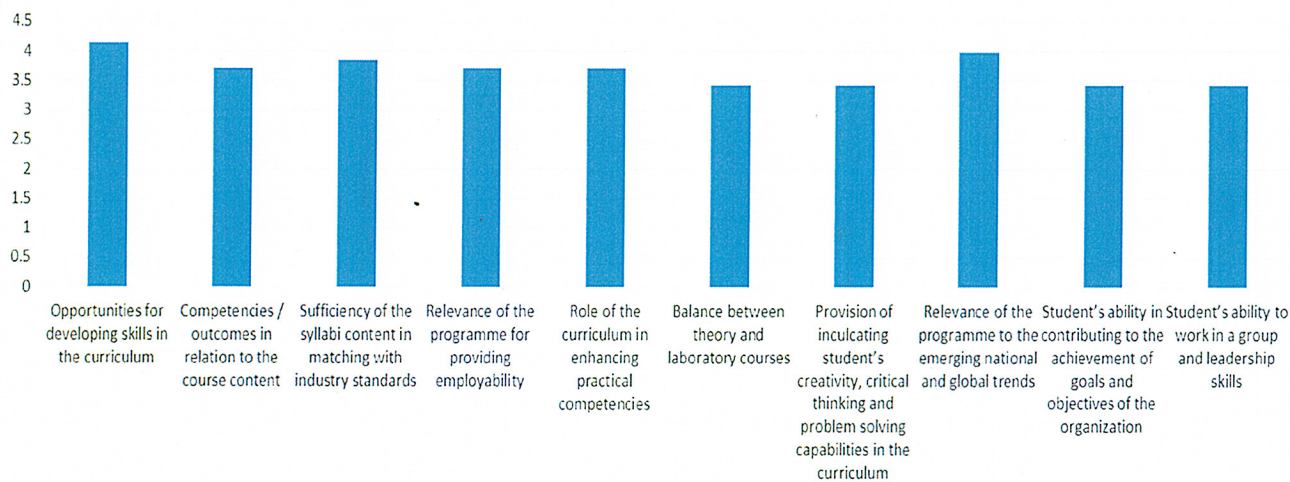 4.5
4
3.5
3
2.5
2
1.5
1
0.5
0
Opportunities for
developing skills in
the curriculum
Competencies /
outcomes in
relation to the
course content
Sufficiency of the
syllabi content in
matching with
industry standards
Relevance of the
programme for
providing
employability
Role of the
curriculum in
enhancing
practical
competencies
Balance between
theory and
laboratory courses
Provision of
inculcating
student's
creativity, critical
thinking and
problem solving
capabilities in the
curriculum
Relevance of the
programme to the
emerging national
and global trends
Student's ability in
contributing to the
achievement of
goals and
objectives of the
organization
Student's ability to
work in a group
and leadership
skills